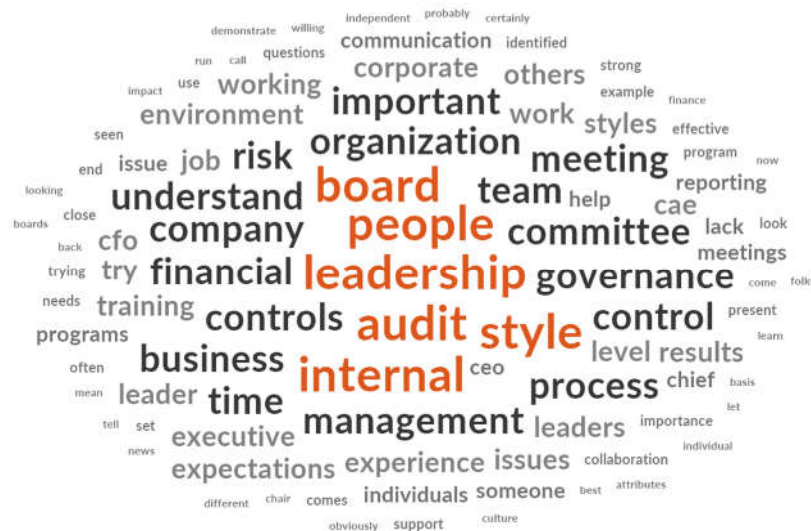 independent probably certainly
demonstrate willing
communication identified
run call questions
corporate others strong
impact use working
important work example finance
environment styles effective
seen organization
end issue job risk meeting program now
looking understand board team help reporting
boards close people cae
company committee lack look
back cfo meetings
trying try financial leadership governance come folks
needs training controls audit style control present
programs learn
often business internal ceo level results
mean leader time process chief basis
tell set management leaders importance let
news executive individual
expectations experience issues collaboration
different chair comes individuals someone best attributes
obviously support culture